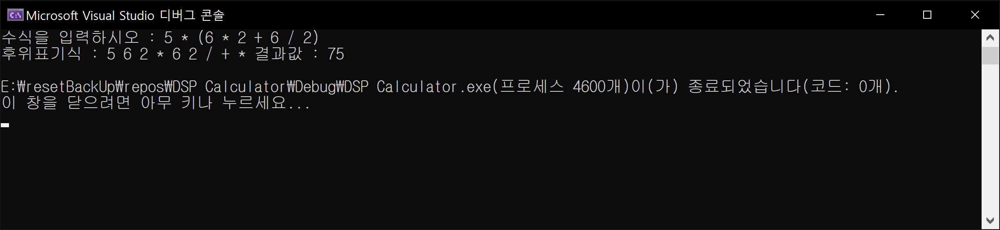 Microsoft Visual Studio 디버그 콘솔
수식을 입력하시오 : 5 * (6 * 2 + 6 / 2)
후위표기식 : 5 6 2 * 6 2 / + * 결과값 : 75
E:₩resetBackUp₩repos₩DSP Calculator₩Debug₩DSP Calculator.exe(프로세스 4600개)이(가) 종료되었습니다(코드: 0개).
이 창을 닫으려면 아무 키나 누르세요...